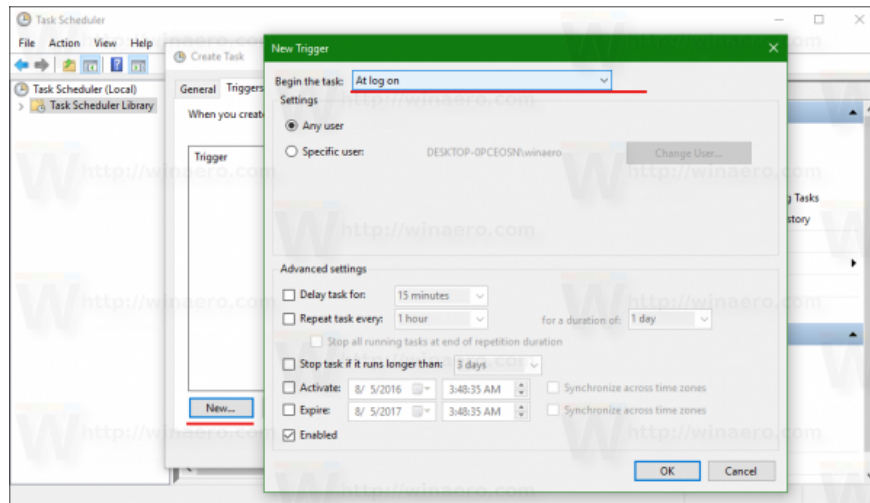 Task Scheduler
File Action View Help
Task Scheduler (Local)
Task Scheduler Library
Create Task
General Triggers
When you creat
Trigger
New...
New Trigger
Begin the task: At log on
Settings
Any user
Specific user: DESKTOP-0PCEOSN\winaero Change User...
Advanced settings
Delay task for: 15 minutes
Repeat task every: 1 hour for a duration of: 1 day
Stop all running tasks at end of repetition duration
Stop task if it runs longer than: 3 days
Activate: 8/ 5/2016 3:48:35 AM Synchronize across time zones
Expire: 8/ 5/2017 3:48:35 AM Synchronize across time zones
Enabled
OK Cancel
g Tasks
story
http://winaero.com